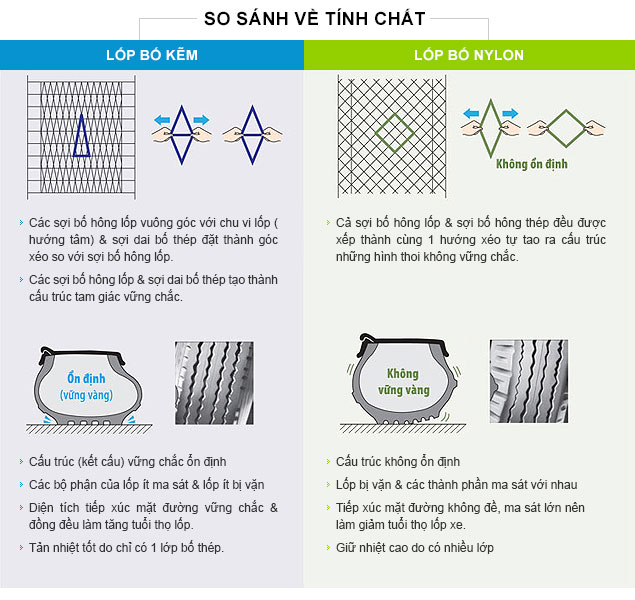 SO SÁNH VỀ TÍNH CHẤT
LỐP BỐ KẼM
Các sợi bố hông lốp vuông góc với chu vi lốp (
hướng tâm) & sợi dai bố thép đặt thành góc
xéo so với sợi bố hông lốp.
Các sợi bố hông lốp & sợi dai bố thép tạo thành
cấu trúc tam giác vững chắc.
Ổn định
(vững vàng)
Cấu trúc (kết cấu) vững chắc ổn định
Các bộ phận của lốp ít ma sát & lốp ít bị vặn
Diện tích tiếp xúc mặt đường vững chắc &
đồng đều làm tăng tuổi thọ lốp.
Tản nhiệt tốt do chỉ có 1 lớp bố thép.
LỐP BỐ NYLON
Không ổn định
Cả sợi bố hông lốp & sợi bố hông thép đều được
xếp thành cùng 1 hướng xéo tự tao ra cấu trúc
những hình thoi không vững chắc.
Không
vững vàng
Cấu trúc không ổn định
Lốp bị vặn & các thành phần ma sát với nhau
Tiếp xúc mặt đường không đề, ma sát lớn nên
làm giảm tuổi thọ lốp xe.
Giữ nhiệt cao do có nhiều lớp